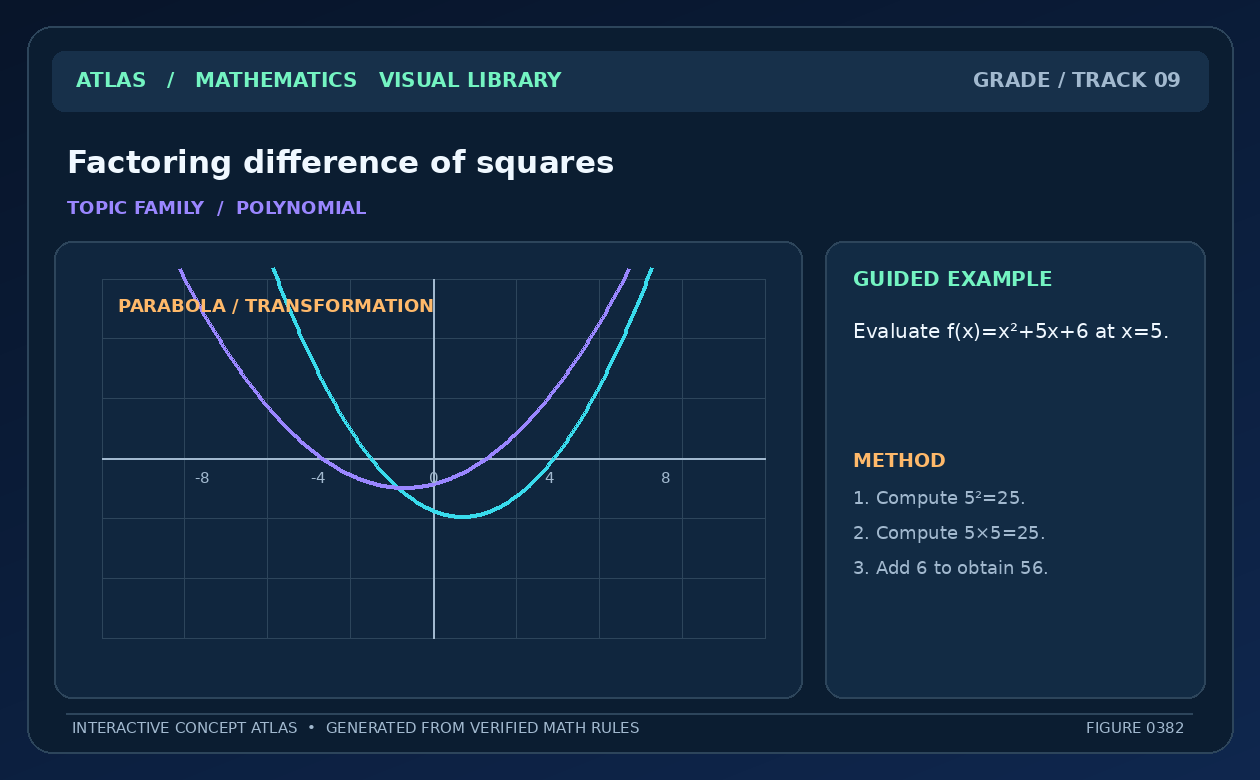 ATLAS / MATHEMATICS VISUAL LIBRARY
GRADE / TRACK 09
Factoring difference of squares
TOPIC FAMILY / POLYNOMIAL
PARABOLA / TRANSFORMATION
-8 -4 0 4 8
GUIDED EXAMPLE
Evaluate f(x)=x²+5x+6 at x=5.
METHOD
1. Compute 5²=25.
2. Compute 5×5=25.
3. Add 6 to obtain 56.
INTERACTIVE CONCEPT ATLAS • GENERATED FROM VERIFIED MATH RULES
FIGURE 0382